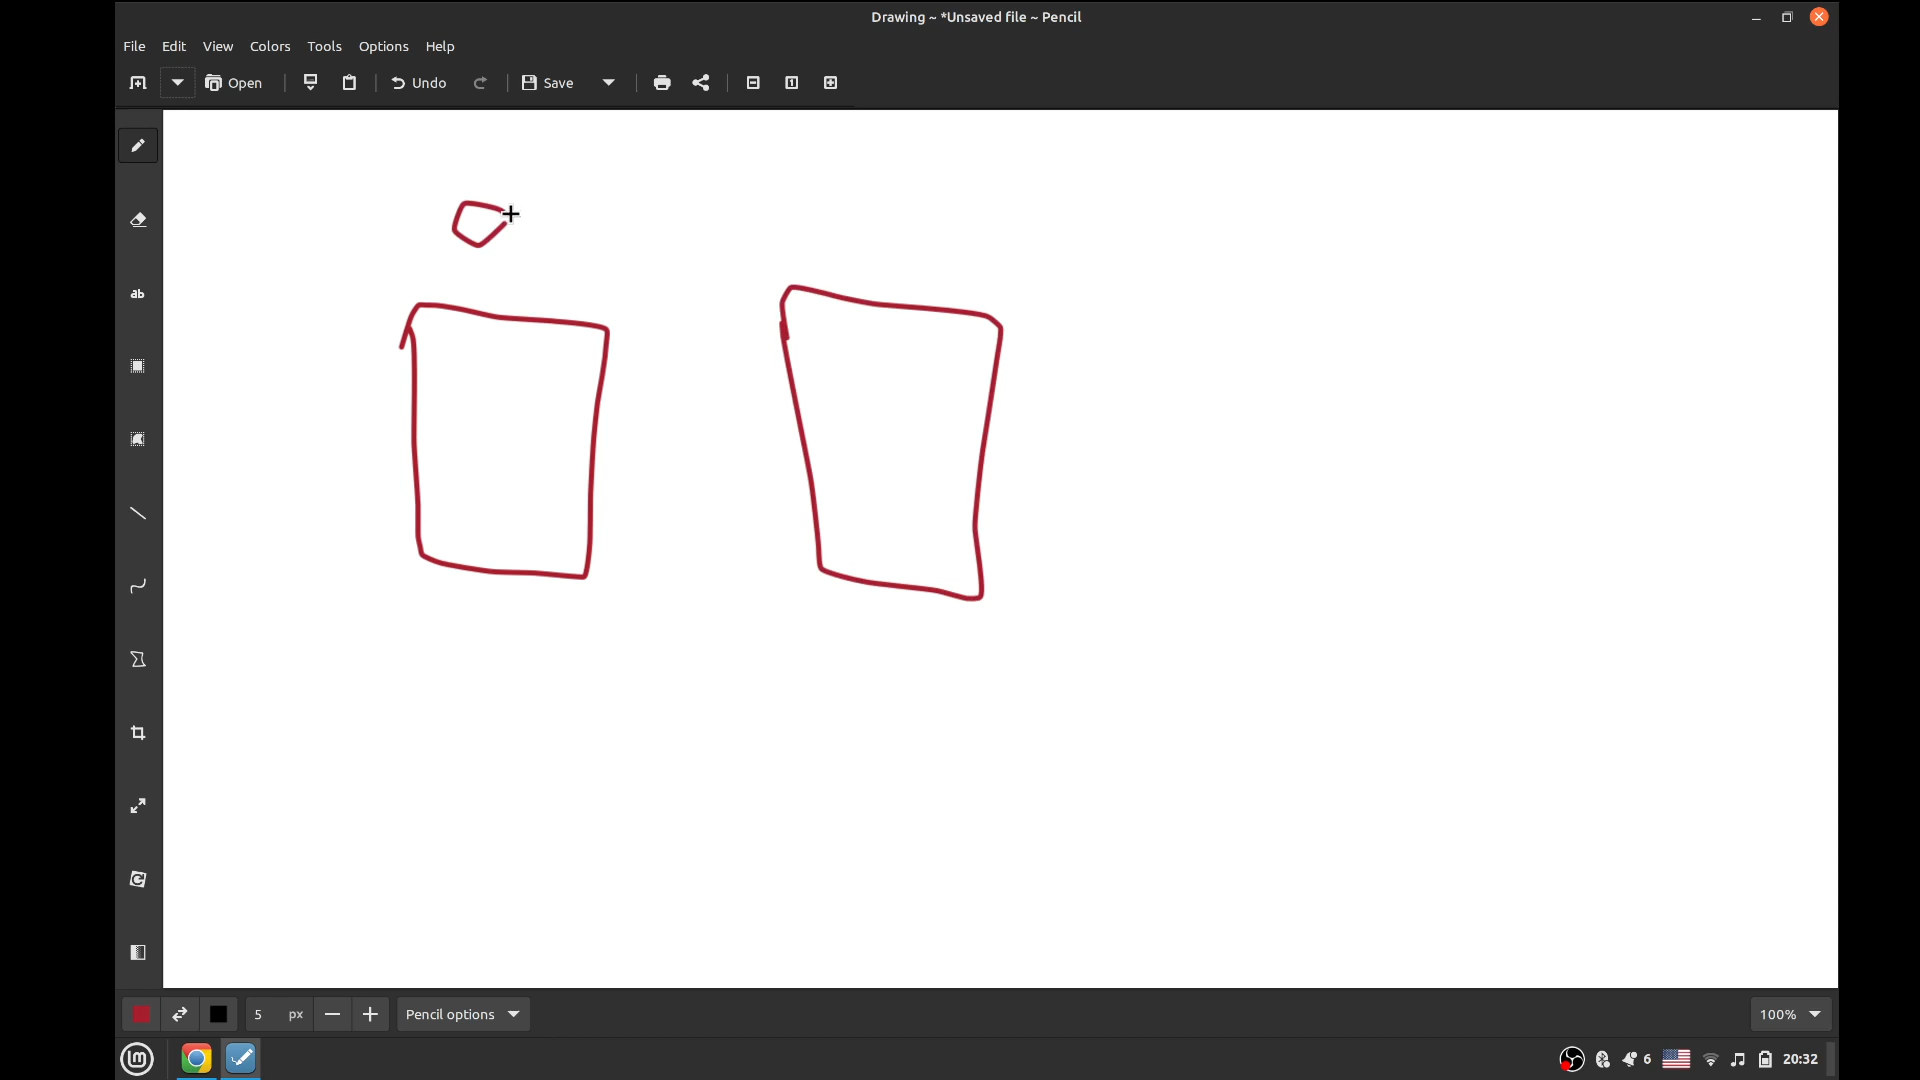 Drawing ~ *Unsaved file ~ Pencil
File Edit View Colors Tools Options Help
Open Undo Save
ab
5 px Pencil options 100%
6 20:32